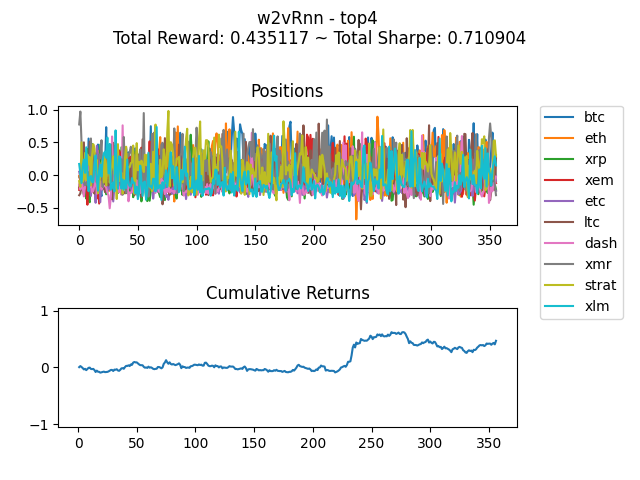 w2vRnn - top4
Total Reward: 0.435117 ~ Total Sharpe: 0.710904
Positions
1.0
0.5
0.0
−0.5
0 50 100 150 200 250 300 350
btc
eth
xrp
xem
etc
ltc
dash
xmr
strat
xlm
Cumulative Returns
1
0
−1
0 50 100 150 200 250 300 350